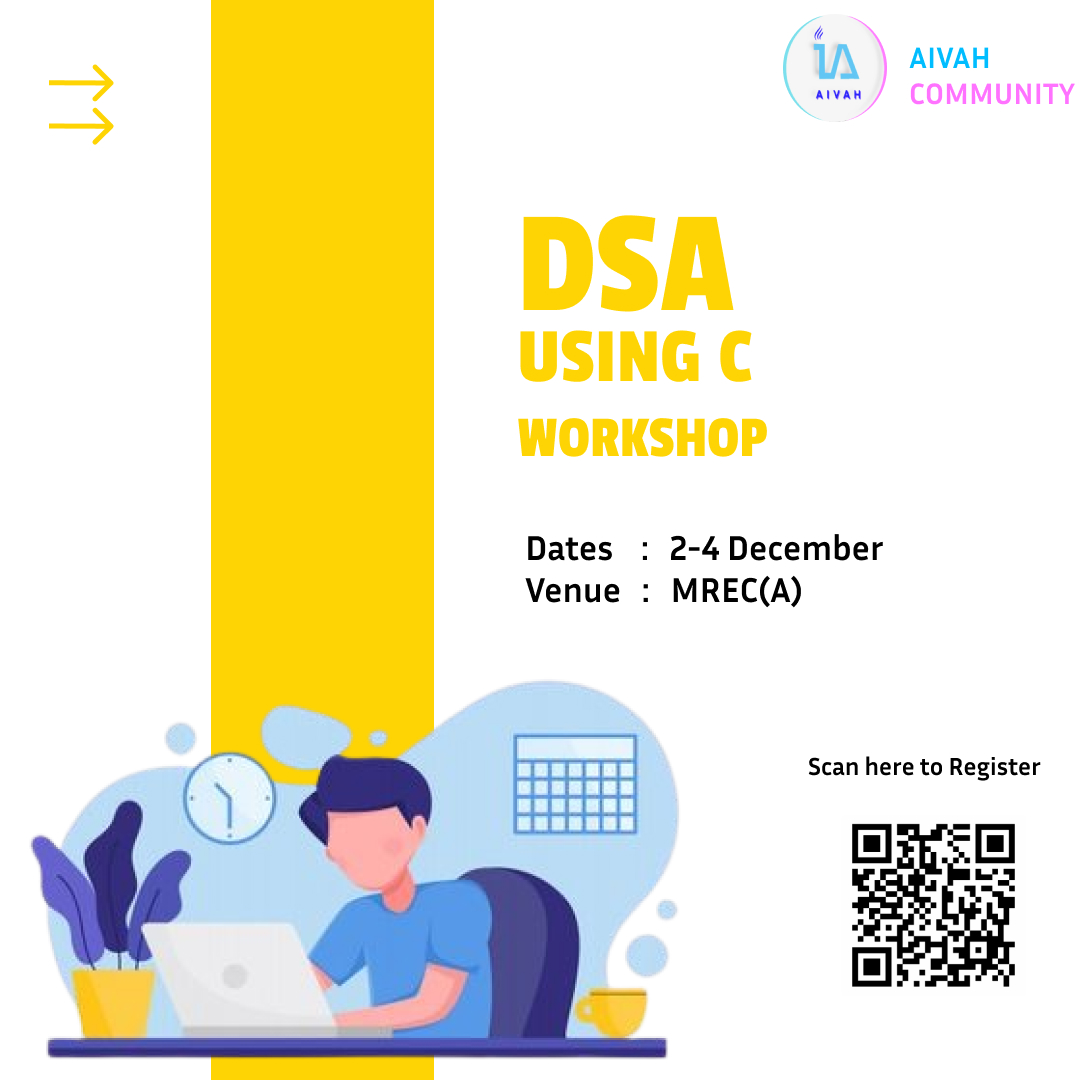 AIVAH
AIVAH
COMMUNITY
DSA
USING C
WORKSHOP
Dates : 2-4 December
Venue : MREC(A)
Scan here to Register